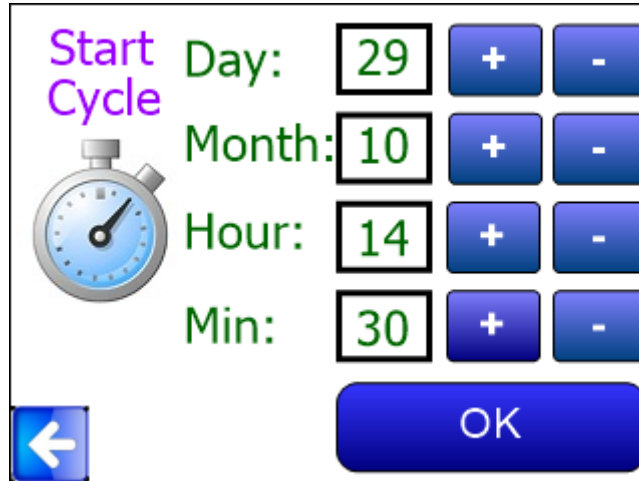 Start
Cycle
Day: 29 + -
Month: 10 + -
Hour: 14 + -
Min: 30 + -
OK